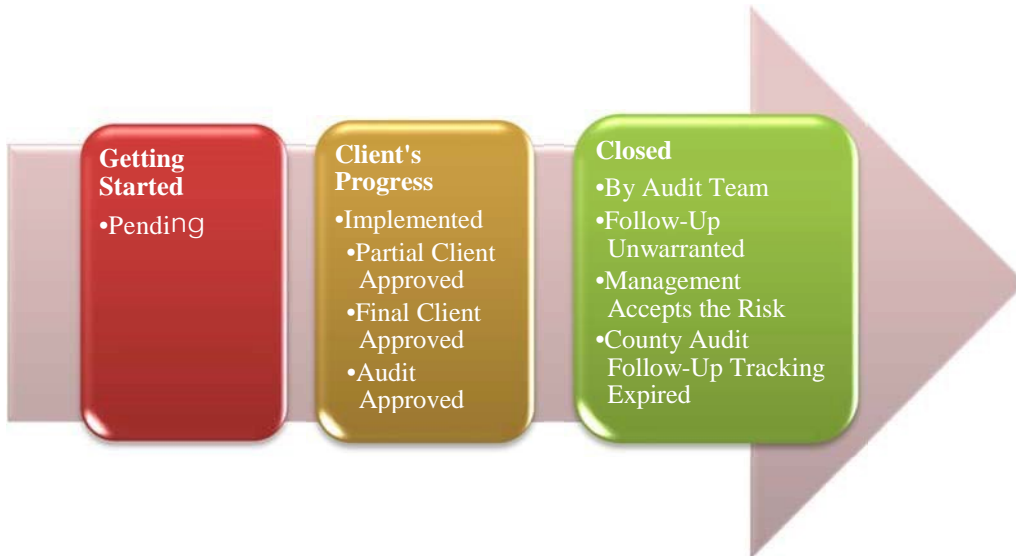 Getting
Started
•Pending
Client's
Progress
•Implemented
•Partial Client
Approved
•Final Client
Approved
•Audit
Approved
Closed
•By Audit Team
•Follow-Up
Unwarranted
•Management
Accepts the Risk
•County Audit
Follow-Up Tracking
Expired